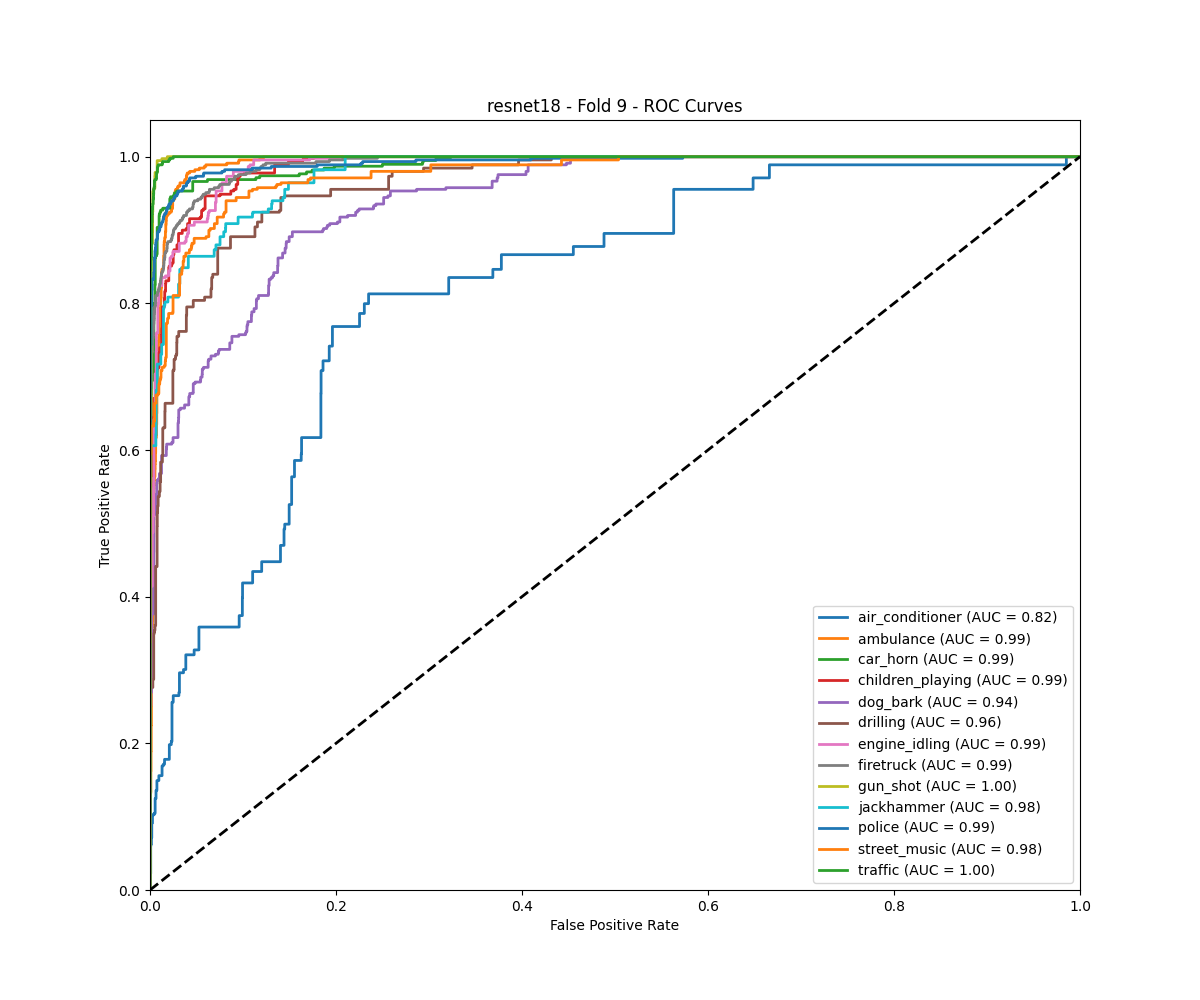 resnet18 - Fold 9 - ROC Curves
1.0
0.8
0.6
0.4
0.2
0.0
True Positive Rate
0.0 0.2 0.4 0.6 0.8 1.0
False Positive Rate
air_conditioner (AUC = 0.82)
ambulance (AUC = 0.99)
car_horn (AUC = 0.99)
children_playing (AUC = 0.99)
dog_bark (AUC = 0.94)
drilling (AUC = 0.96)
engine_idling (AUC = 0.99)
firetruck (AUC = 0.99)
gun_shot (AUC = 1.00)
jackhammer (AUC = 0.98)
police (AUC = 0.99)
street_music (AUC = 0.98)
traffic (AUC = 1.00)